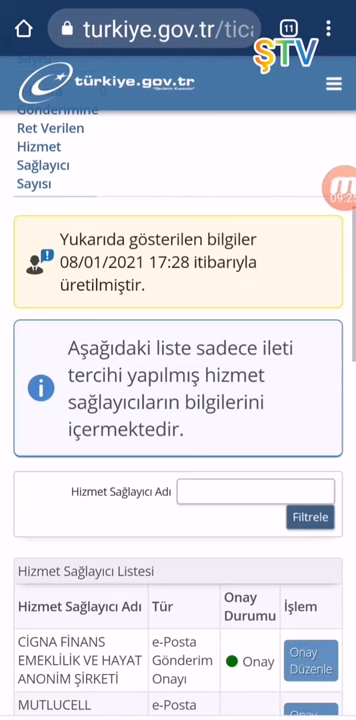 turkiye.gov.tr/tica
11
ŞTV
türkiye.gov.tr
Gönderimine
Ret Verilen
Hizmet
Sağlayıcı
Sayısı
Yukarıda gösterilen bilgiler
08/01/2021 17:28 itibarıyla
üretilmiştir.
Aşağıdaki liste sadece ileti
tercihi yapılmış hizmet
sağlayıcıların bilgilerini
içermektedir.
Hizmet Sağlayıcı Adı
Filtrele
Hizmet Sağlayıcı Listesi
Hizmet Sağlayıcı Adı Tür Onay Durumu İşlem
CİGNA FİNANS e-Posta Onay
EMEKLİLİK VE HAYAT Gönderim Onay Düzenle
ANONİM ŞİRKETİ Onayı
MUTLUCELL e-Posta Onay